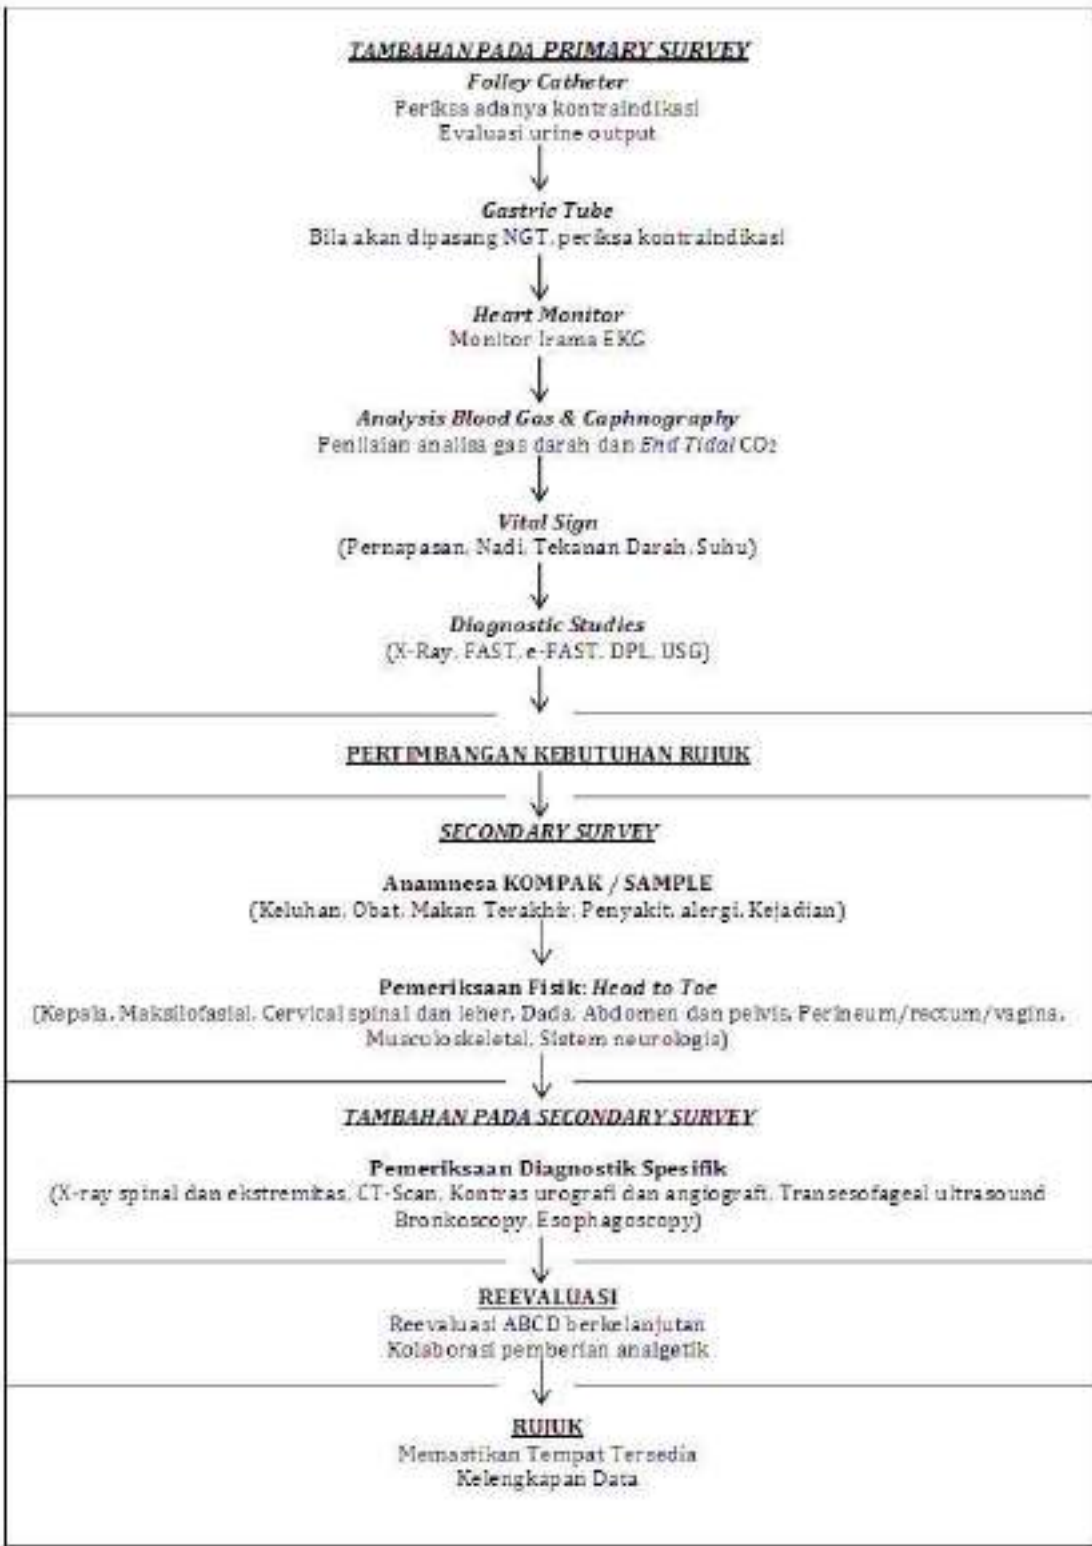 TAMBAHAN PADA PRIMARY SURVEY
Folley Catheter
Periksa adanya kontraindikasi
Evaluasi urine output
Gastric Tube
Bila akan dipasang NGT, periksa kontraindikasi
Heart Monitor
Monitor Irama EKG
Analysis Blood Gas & Caphnography
Penilaian analisa gas darah dan End Tidal CO2
Vital Sign
(Pernapasan, Nadi, Tekanan Darah, Suhu)
Diagnostic Studies
(X-Ray, FAST, e-FAST, DPL, USG)
PERTIMBANGAN KEBUTUHAN RUJUK
SECONDARY SURVEY
Anamnesa KOMPAK / SAMPLE
(Keluhan, Obat, Makan Terakhir, Penyakit, alergi, Kejadian)
Pemeriksaan Fisik: Head to Toe
(Kepala, Maksilofasial, Cervical spinal dan leher, Dada, Abdomen dan pelvis, Perineum/rectum/vagina,
Musculoskeletal, Sistem neurologis)
TAMBAHAN PADA SECONDARY SURVEY
Pemeriksaan Diagnostik Spesifik
(X-ray spinal dan ekstremitas, CT-Scan, Kontras urografi dan angiografi, Transesofageal ultrasound
Bronkoscopy, Esophagoscopy)
REEVALUASI
Reevaluasi ABCD berkelanjutan
Kolaborasi pemberian analgetik
RUJUK
Memastikan Tempat Tersedia
Kelengkapan Data